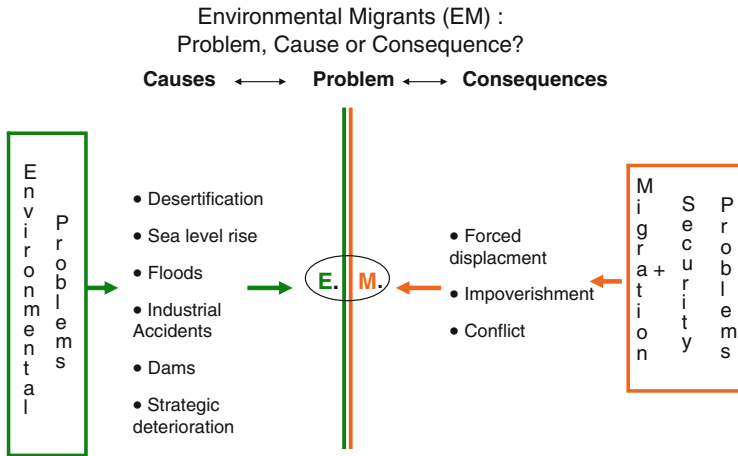 Environmental Migrants (EM) :
Problem, Cause or Consequence?
Causes Problem Consequences
Environmental
Problems
• Desertification
• Sea level rise
• Floods
• Industrial
Accidents
• Dams
• Strategic
deterioration
E. M.
• Forced
displacment
• Impoverishment
• Conflict
Migration
+
Security
Problems